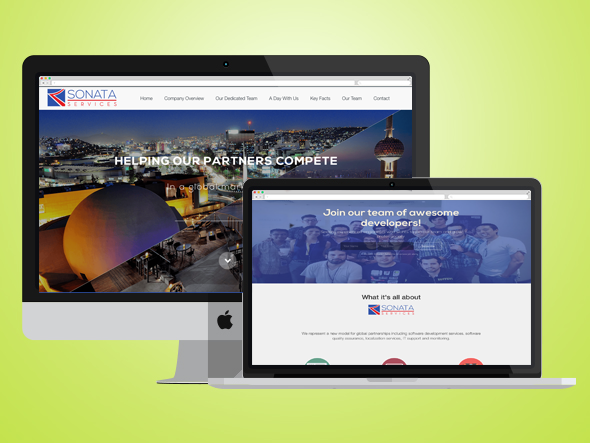 SONATA
SERVICES
Home Company Overview Our Dedicated Team A Day With Us Key Facts Our Team Contact
HELPING OUR PARTNERS COMPETE
In a global mar
Join our team of awesome
developers!
What it's all about
SONATA
SERVICES
We represent a new model for global partnerships including software development services, software
quality assurance, localization services, IT support and monitoring.